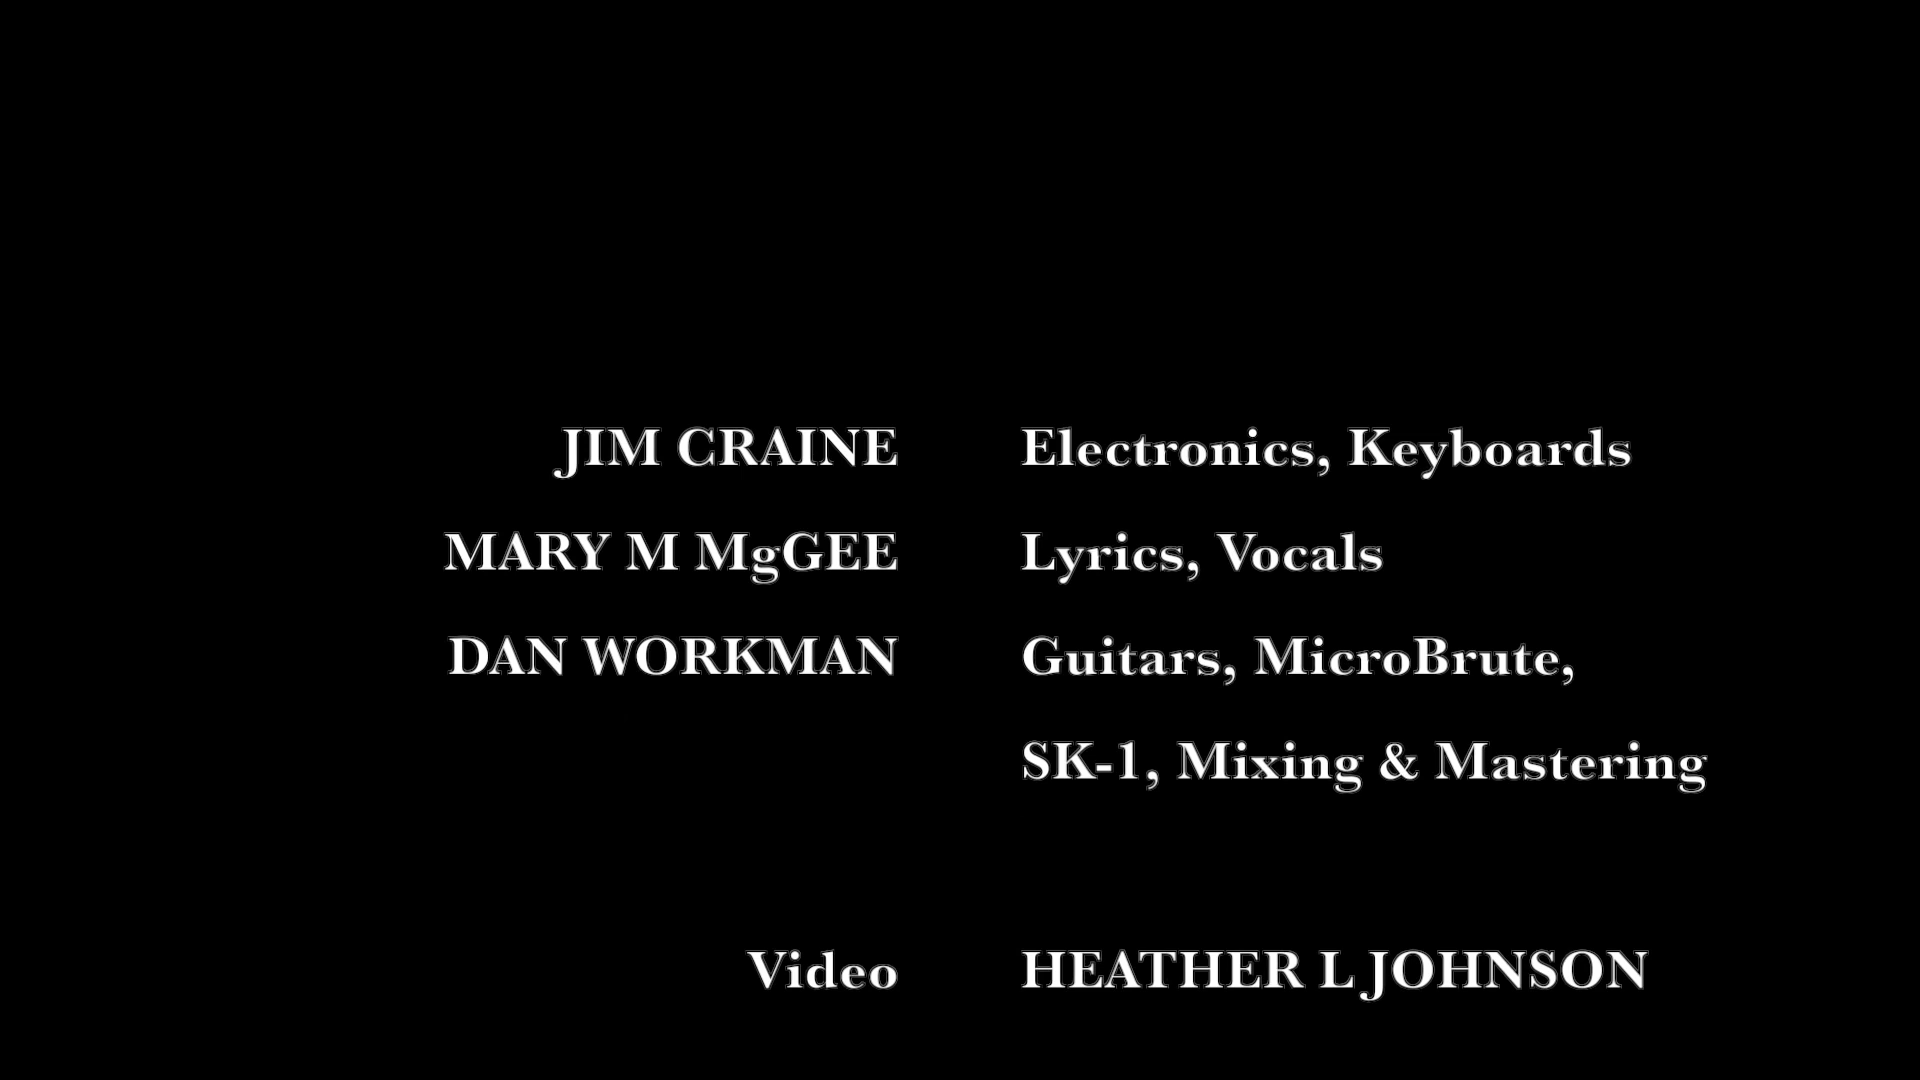 JIM CRAINE Electronics, Keyboards
MARY M MgGEE Lyrics, Vocals
DAN WORKMAN Guitars, MicroBrute,
SK-1, Mixing & Mastering
Video HEATHER L JOHNSON